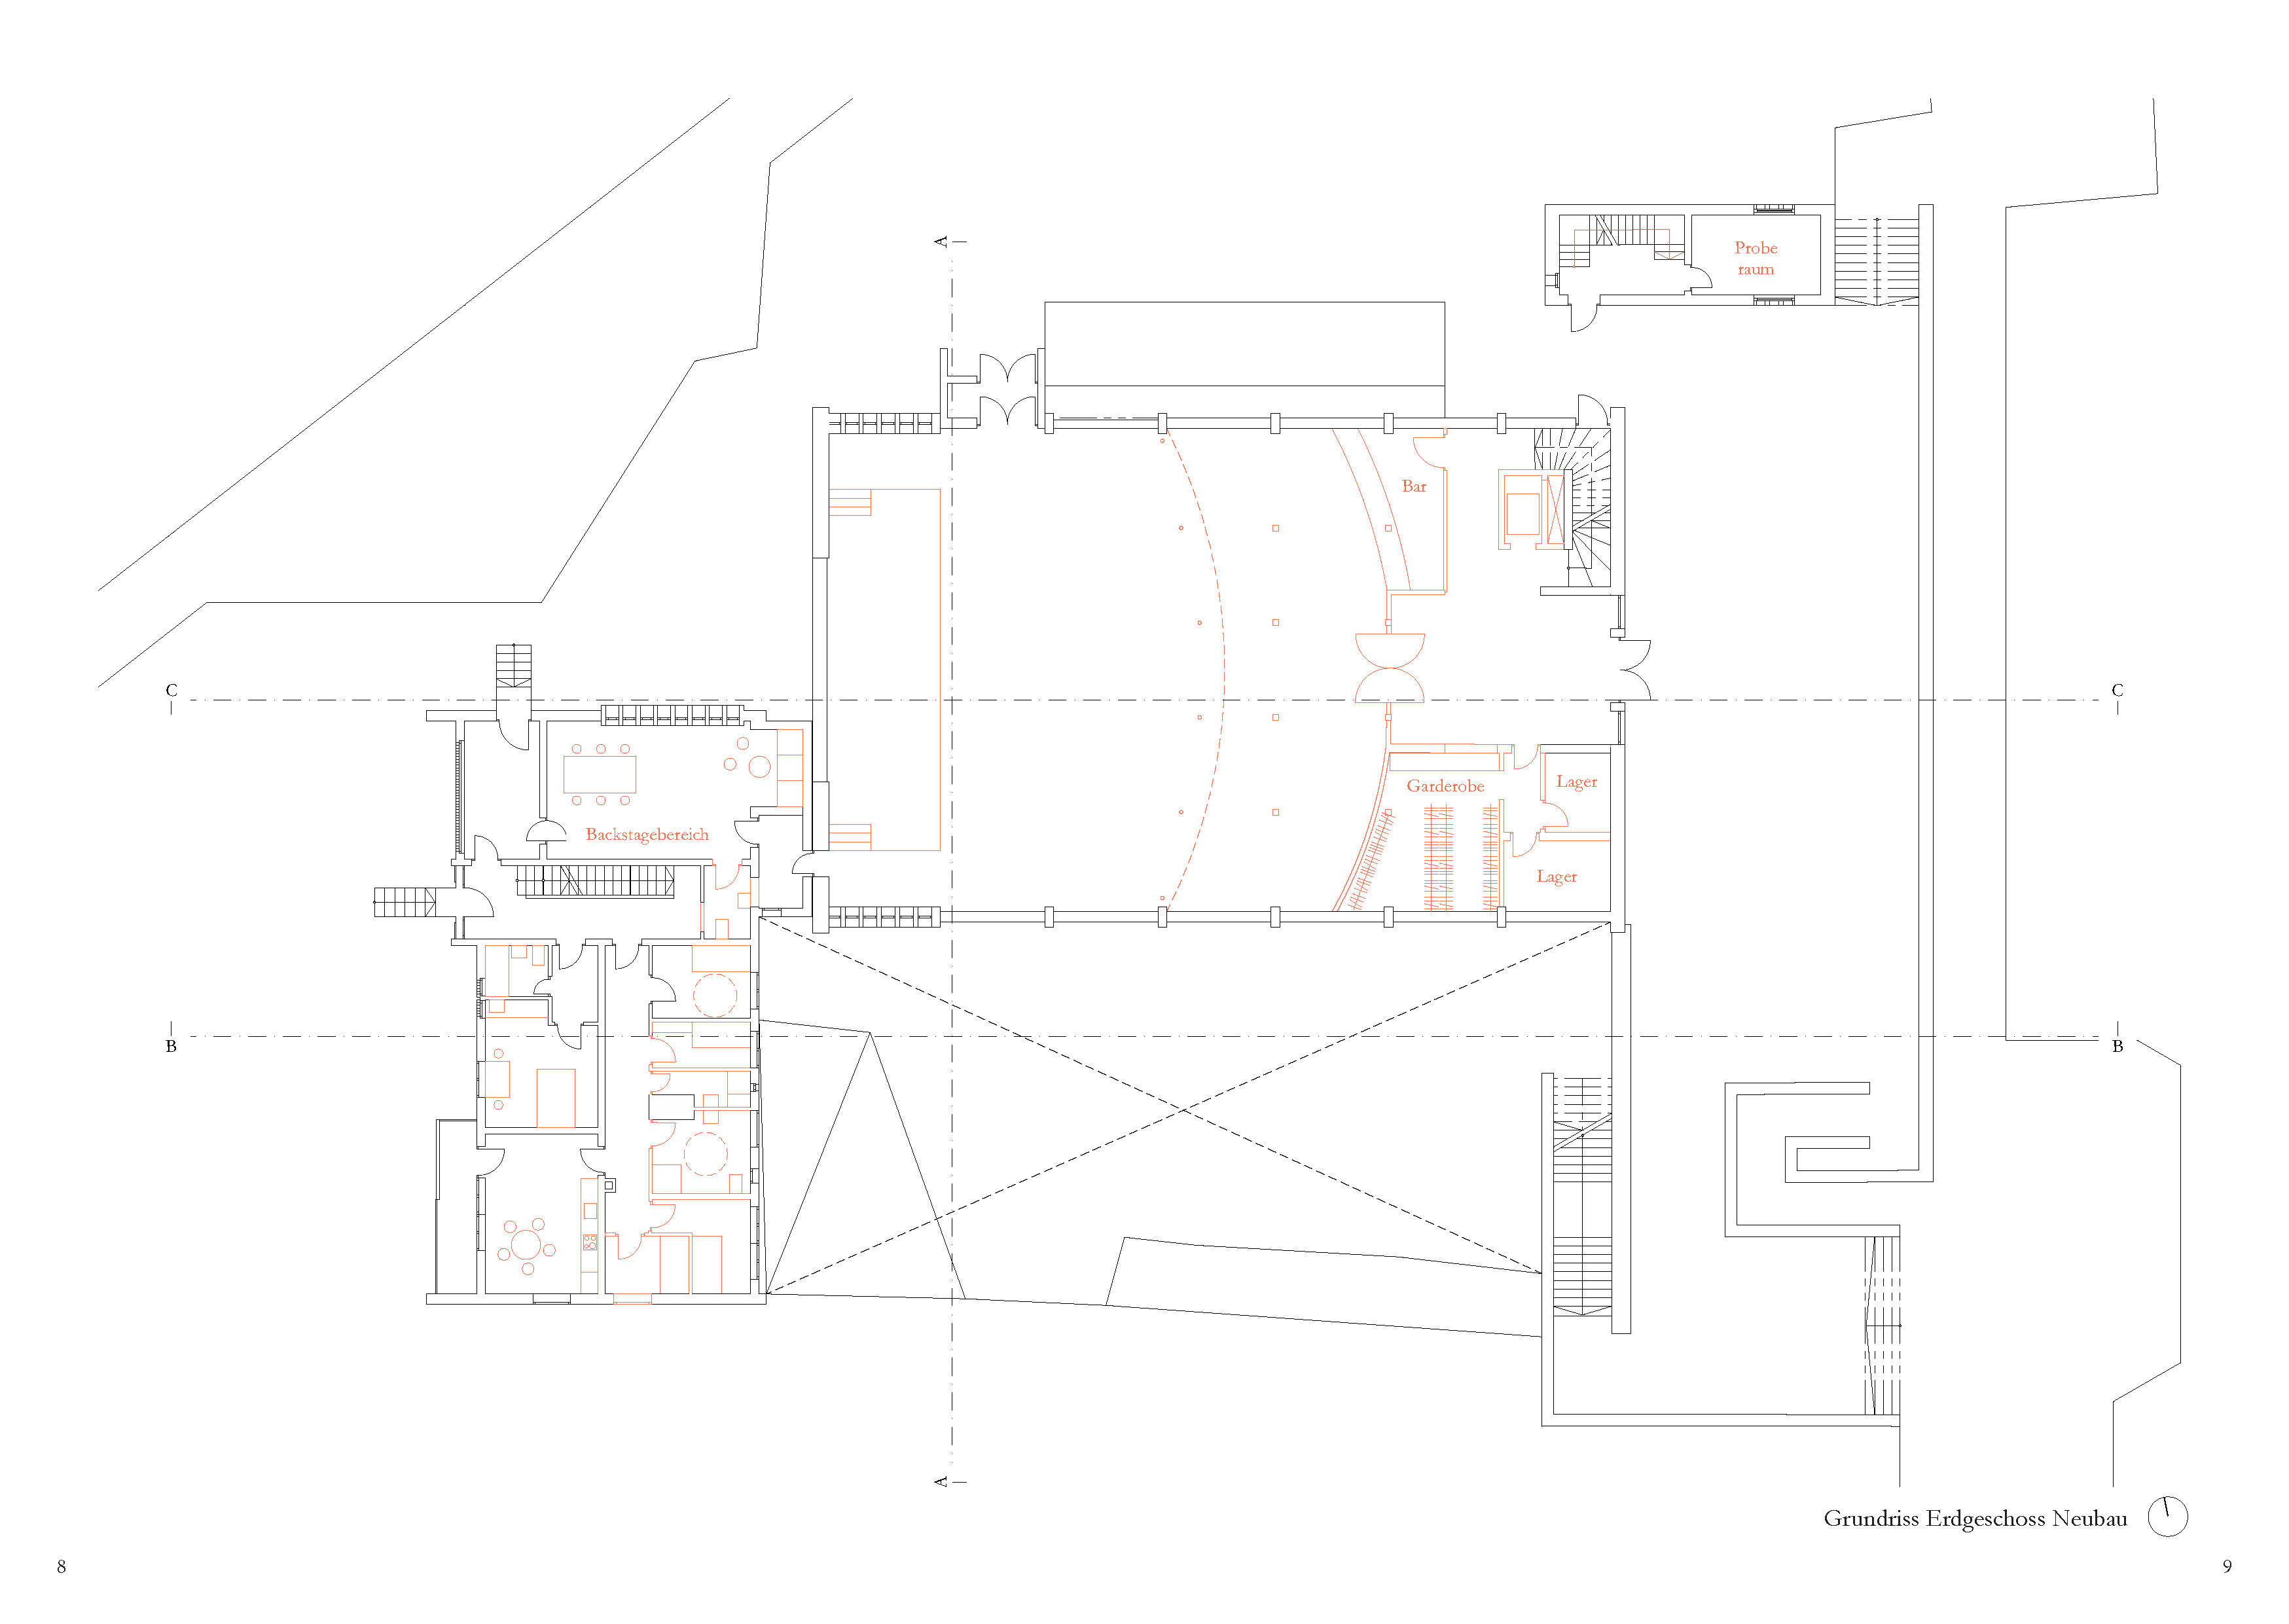 A
Probe
raum
Bar
C
C
Garderobe
Lager
Backstagebereich
Lager
B
B
A
Grundriss Erdgeschoss Neubau
8
9